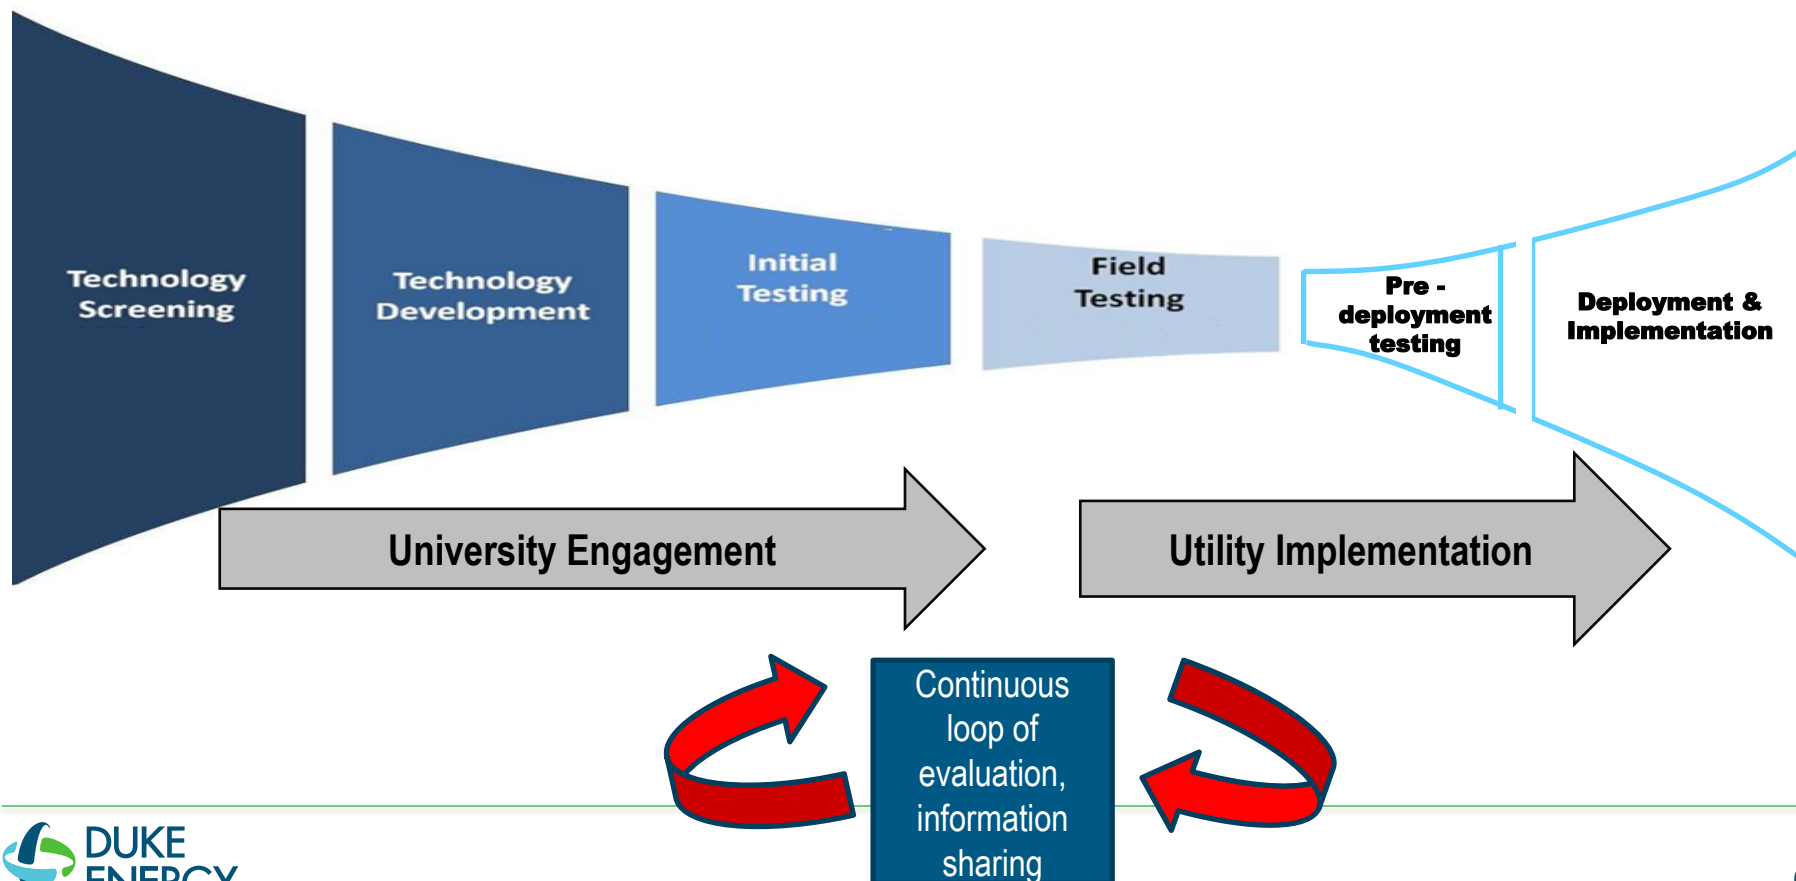 Technology
Screening
Technology
Development
Initial
Testing
Field
Testing
Pre -
deployment
testing
Deployment &
Implementation
University Engagement
Utility Implementation
Continuous
loop of
evaluation,
information
sharing
DUKE
ENERGY